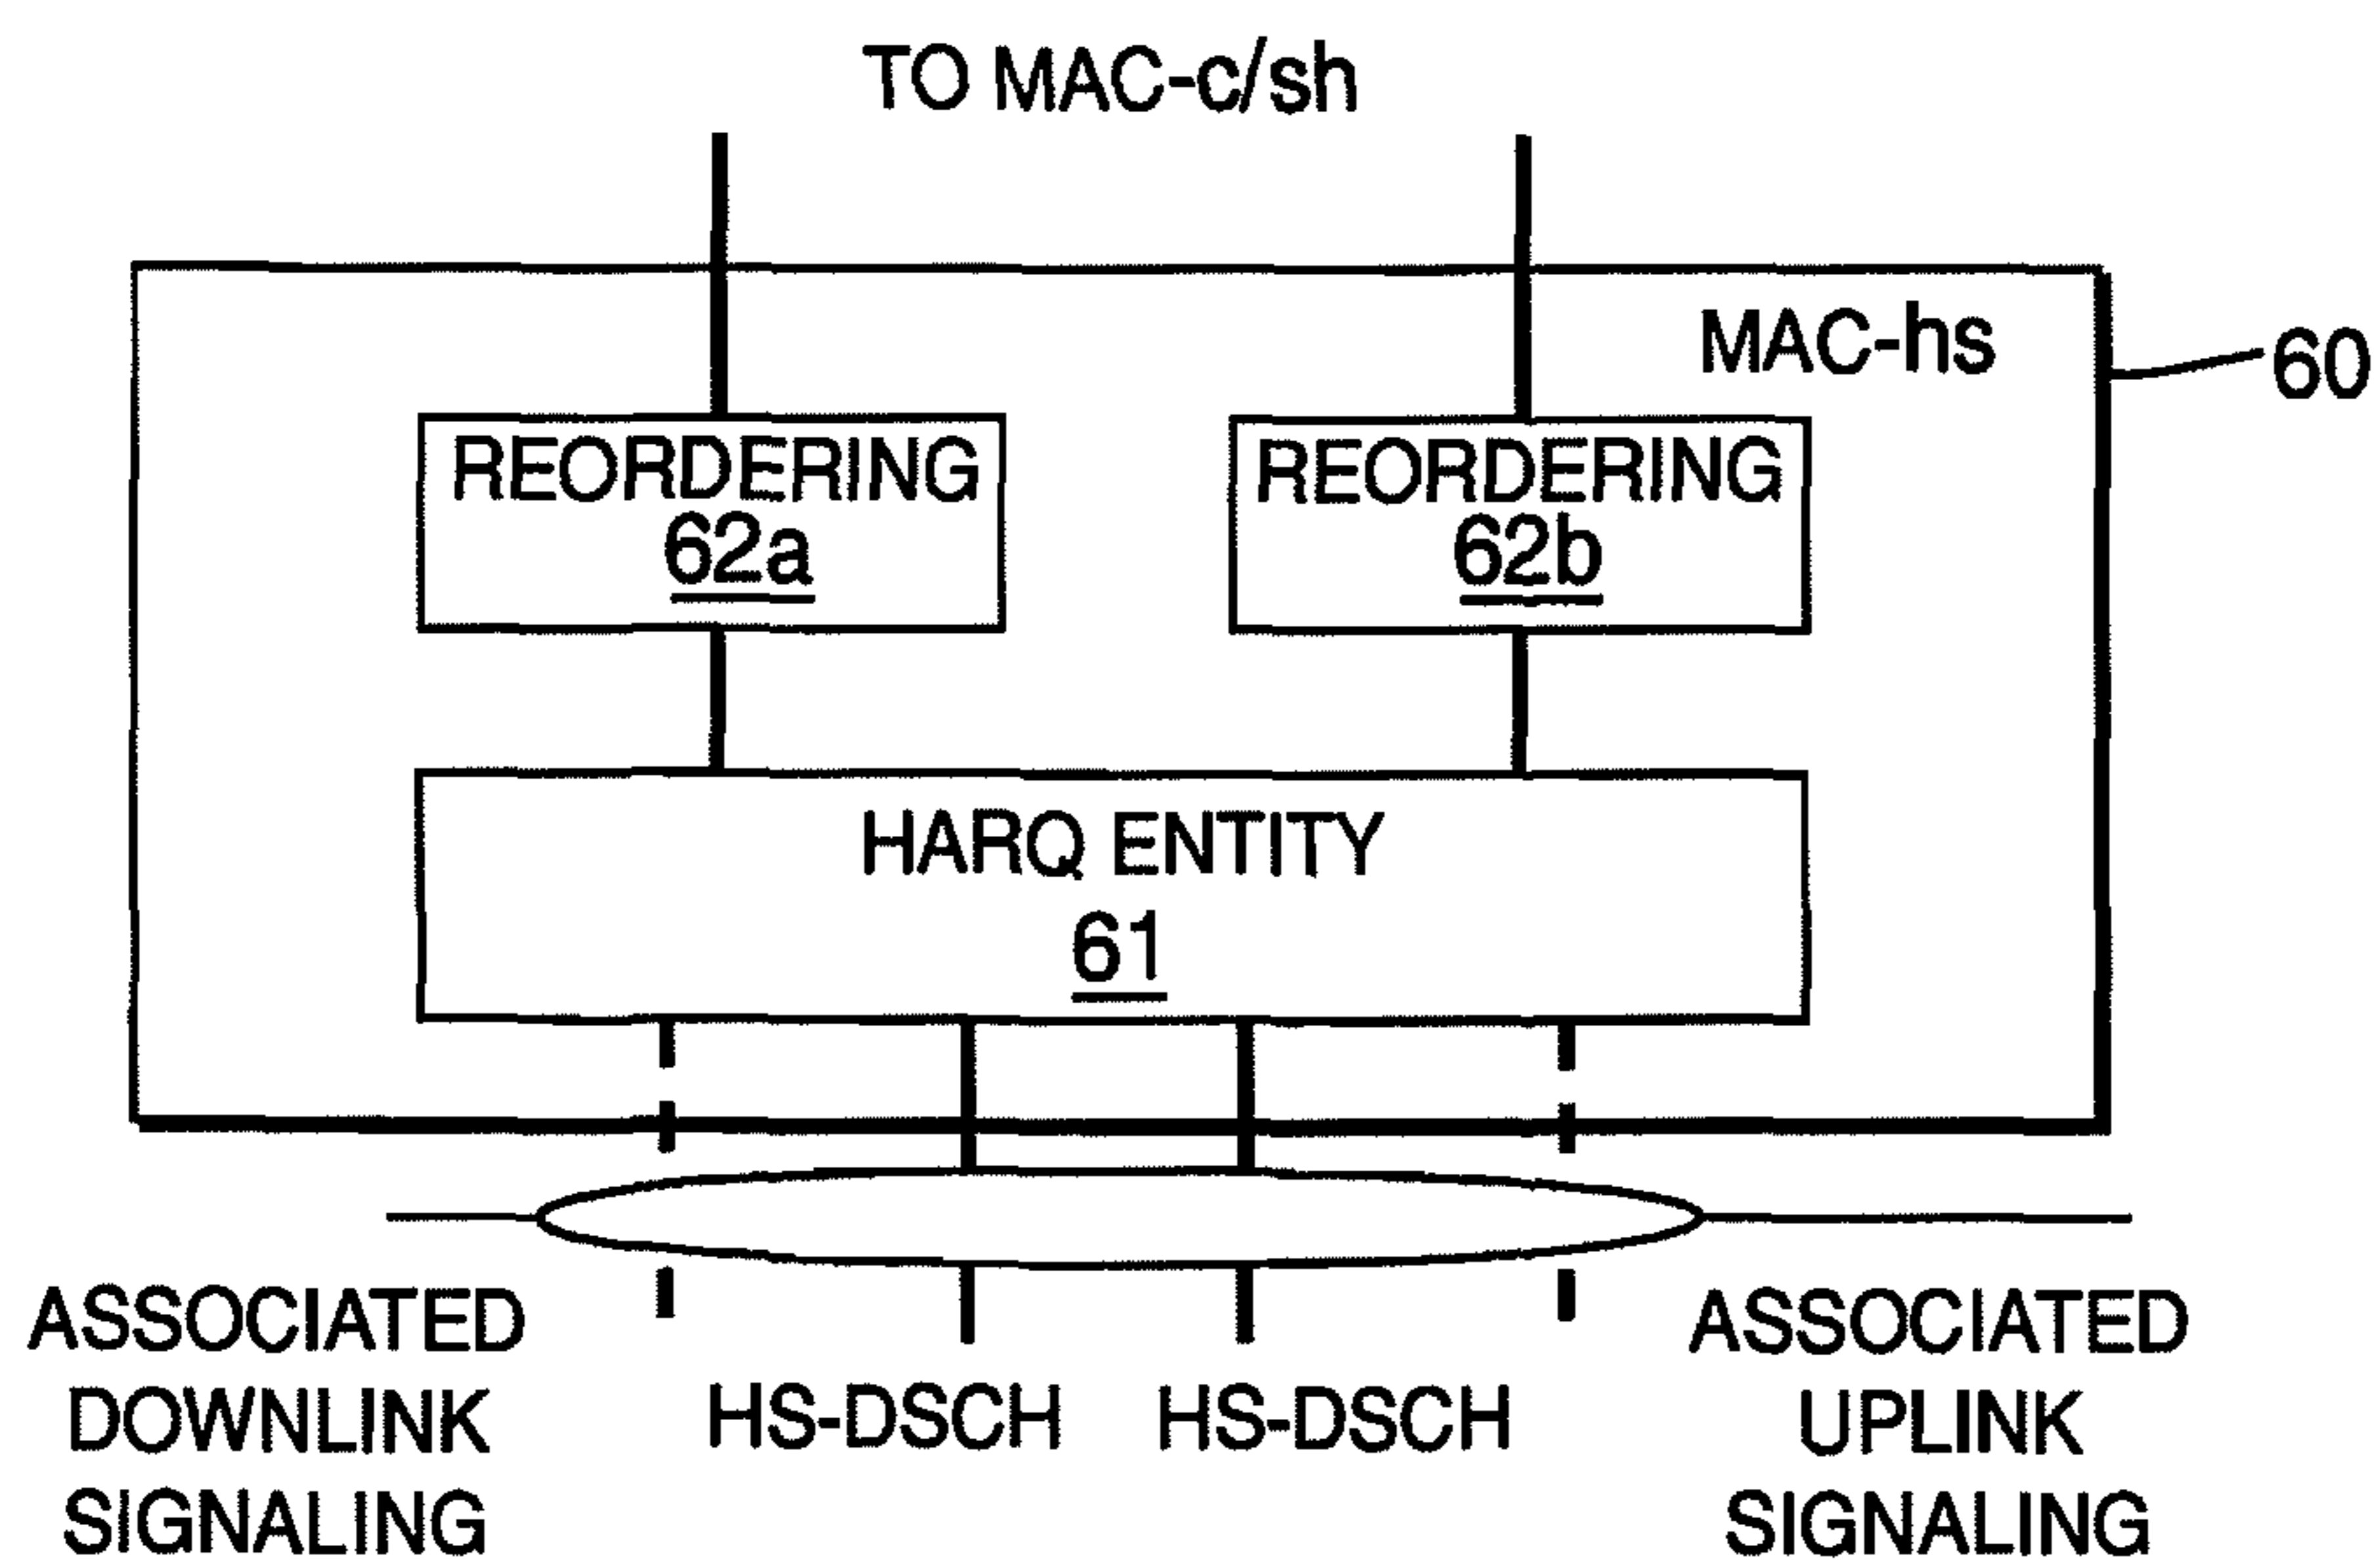 TO MAC-c/sh
MAC-hs
60
REORDERING
62a
REORDERING
62b
HARQ ENTITY
61
ASSOCIATED
DOWNLINK
SIGNALING
HS-DSCH
HS-DSCH
ASSOCIATED
UPLINK
SIGNALING